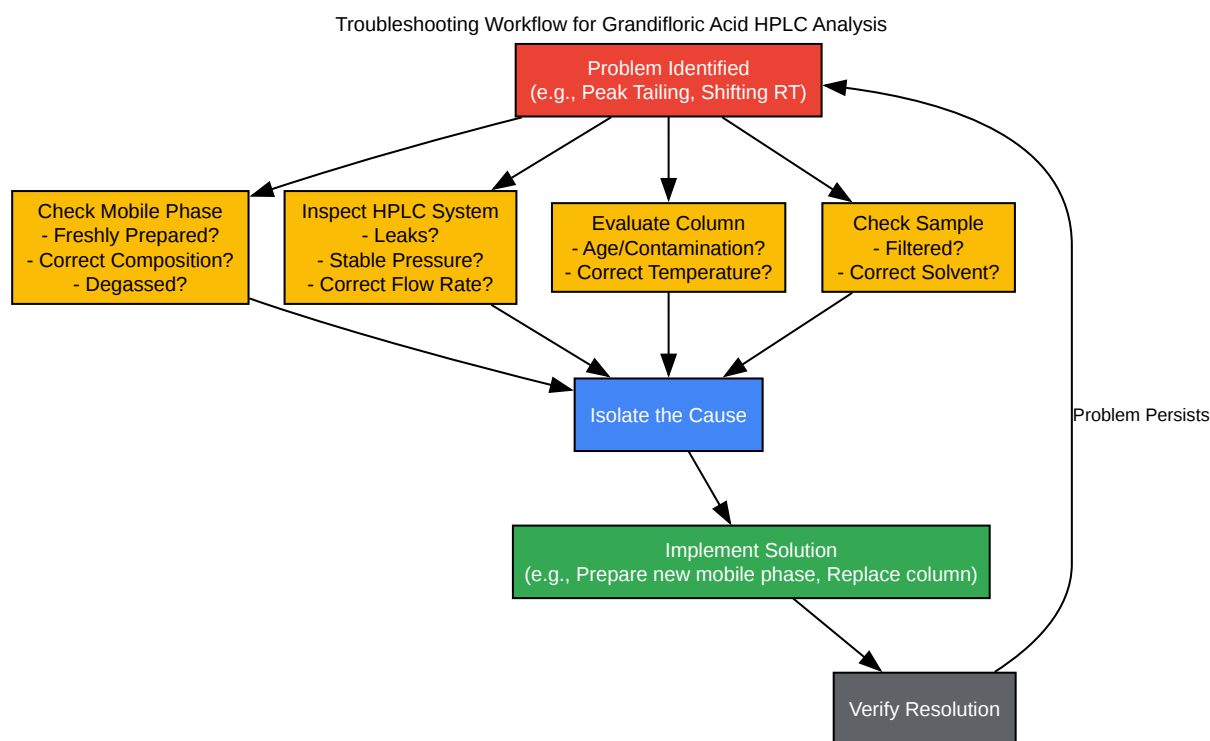 Troubleshooting Workflow for Grandifloric Acid HPLC Analysis
Problem Identified
(e.g., Peak Tailing, Shifting RT)
Check Mobile Phase
- Freshly Prepared?
- Correct Composition?
- Degassed?
Inspect HPLC System
- Leaks?
- Stable Pressure?
- Correct Flow Rate?
Evaluate Column
- Age/Contamination?
- Correct Temperature?
Check Sample
- Filtered?
- Correct Solvent?
Isolate the Cause
Problem Persists
Implement Solution
(e.g., Prepare new mobile phase, Replace column)
Verify Resolution